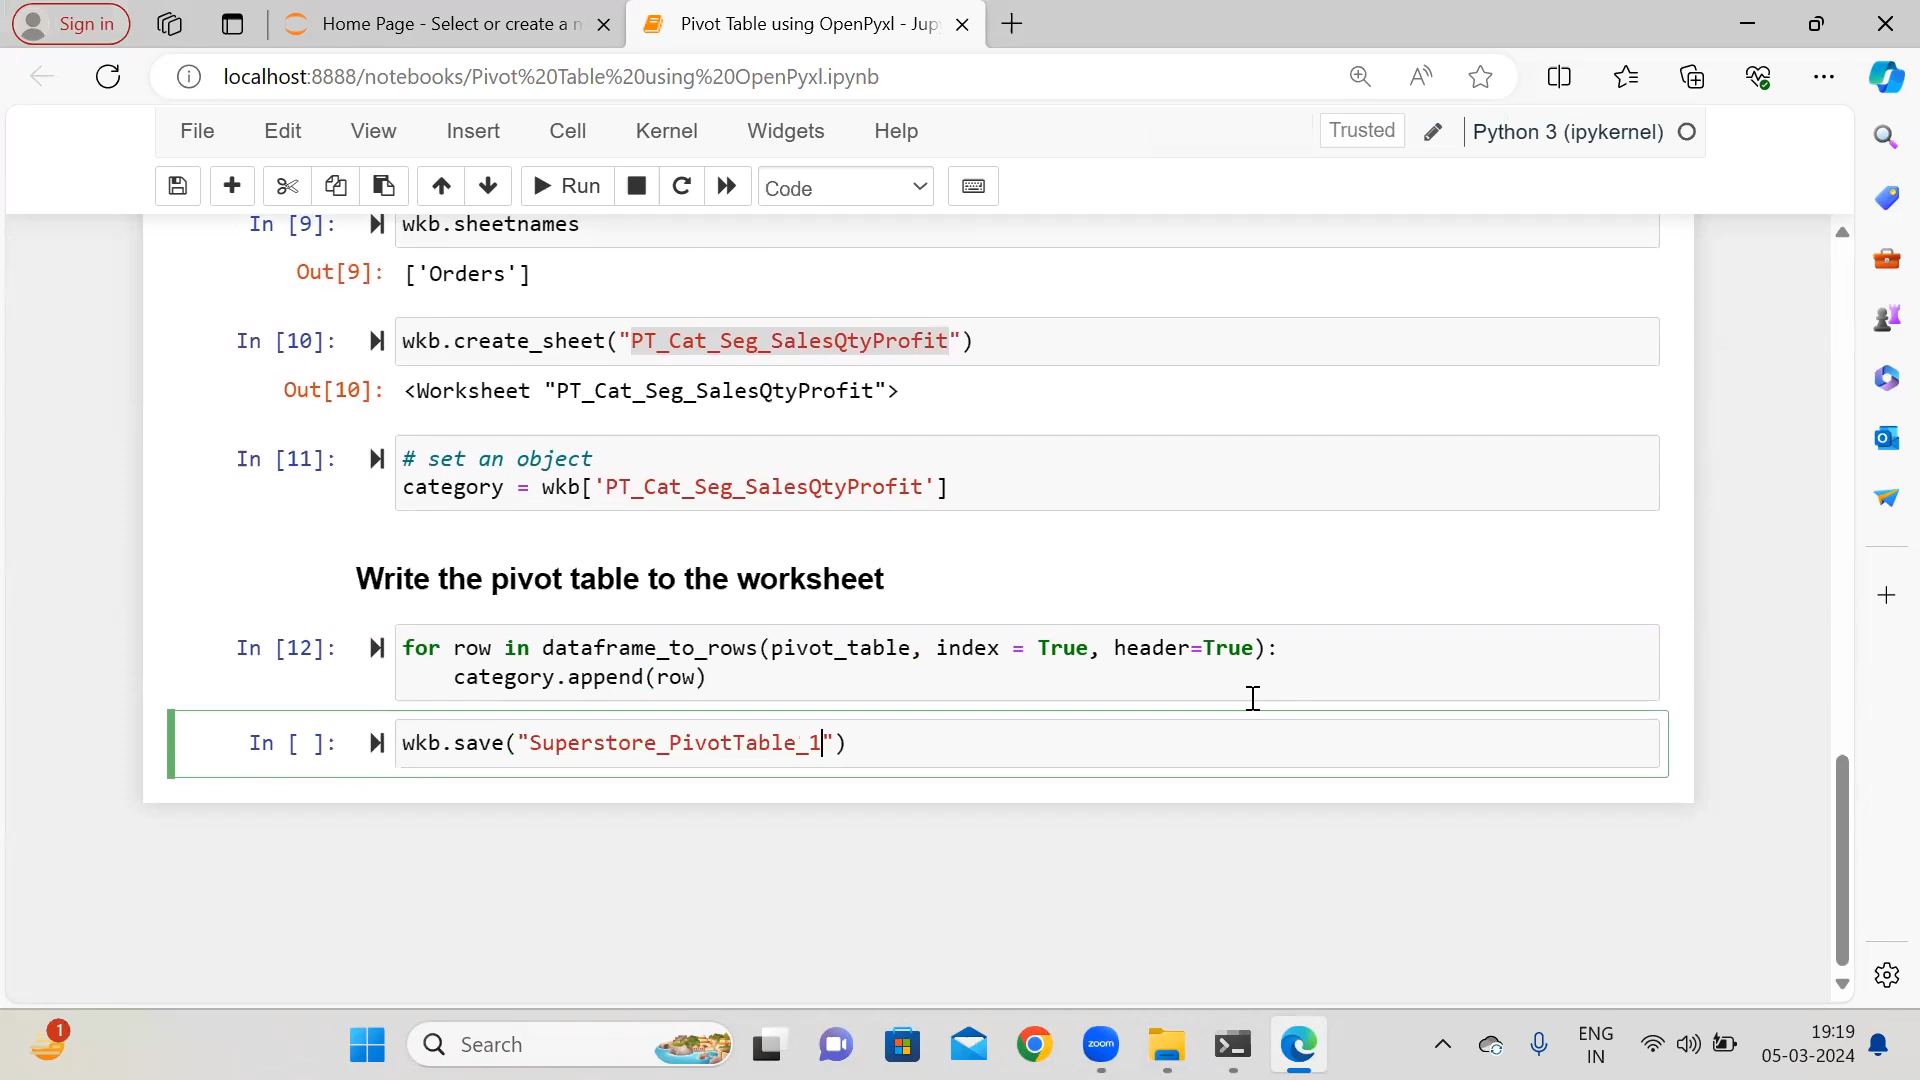 Sign in
Home Page - Select or create a n
Pivot Table using OpenPyxl - Jup
localhost:8888/notebooks/Pivot%20Table%20using%20OpenPyxl.ipynb
File Edit View Insert Cell Kernel Widgets Help
Trusted
Python 3 (ipykernel)
Run
Code
In [9]: wkb.sheetnames
Out[9]: ['Orders']
In [10]: wkb.create_sheet("PT_Cat_Seg_SalesQtyProfit")
Out[10]: <Worksheet "PT_Cat_Seg_SalesQtyProfit">
In [11]: # set an object
category = wkb['PT_Cat_Seg_SalesQtyProfit']
Write the pivot table to the worksheet
In [12]: for row in dataframe_to_rows(pivot_table, index = True, header=True):
category.append(row)
In [ ]: wkb.save("Superstore_PivotTable_1")
1
Search
zoom
ENG
IN
19:19
05-03-2024